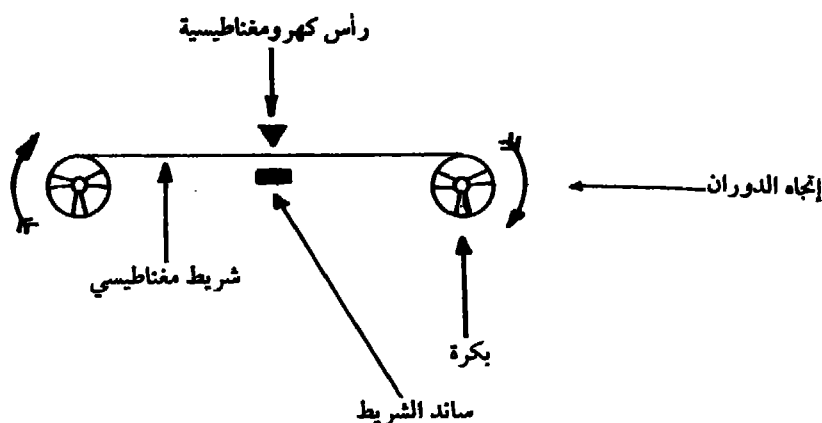 رأس كهرومغناطيسية
إتجاه الدوران
شريط مغناطيسي
بكرة
ساند الشريط